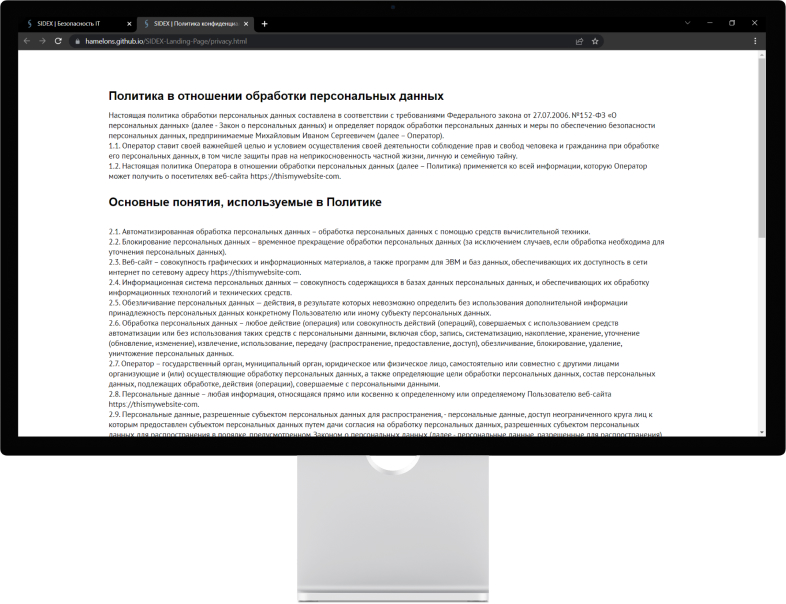 SIDEX | Безопасность IT
SIDEX | Политика конфиденциа
hamelons.github.io/SIDEX-Landing-Page/privacy.html
Политика в отношении обработки персональных данных
Настоящая политика обработки персональных данных составлена в соответствии с требованиями Федерального закона от 27.07.2006. №152-ФЗ «О
персональных данных» (далее - Закон о персональных данных) и определяет порядок обработки персональных данных и меры по обеспечению безопасности
персональных данных, предпринимаемые Михайловым Иваном Сергеевичем (далее – Оператор).
1.1. Оператор ставит своей важнейшей целью и условием осуществления своей деятельности соблюдение прав и свобод человека и гражданина при обработке
его персональных данных, в том числе защиты прав на неприкосновенность частной жизни, личную и семейную тайну.
1.2. Настоящая политика Оператора в отношении обработки персональных данных (далее – Политика) применяется ко всей информации, которую Оператор
может получить о посетителях веб-сайта https://thismywebsite·com.
Основные понятия, используемые в Политике
2.1. Автоматизированная обработка персональных данных – обработка персональных данных с помощью средств вычислительной техники.
2.2. Блокирование персональных данных – временное прекращение обработки персональных данных (за исключением случаев, если обработка необходима для
уточнения персональных данных).
2.3. Веб-сайт – совокупность графических и информационных материалов, а также программ для ЭВМ и баз данных, обеспечивающих их доступность в сети
интернет по сетевому адресу https://thismywebsite·com.
2.4. Информационная система персональных данных — совокупность содержащихся в базах данных персональных данных, и обеспечивающих их обработку
информационных технологий и технических средств.
2.5. Обезличивание персональных данных — действия, в результате которых невозможно определить без использования дополнительной информации
принадлежность персональных данных конкретному Пользователю или иному субъекту персональных данных.
2.6. Обработка персональных данных – любое действие (операция) или совокупность действий (операций), совершаемых с использованием средств
автоматизации или без использования таких средств с персональными данными, включая сбор, запись, систематизацию, накопление, хранение, уточнение
(обновление, изменение), извлечение, использование, передачу (распространение, предоставление, доступ), обезличивание, блокирование, удаление,
уничтожение персональных данных.
2.7. Оператор – государственный орган, муниципальный орган, юридическое или физическое лицо, самостоятельно или совместно с другими лицами
организующие и (или) осуществляющие обработку персональных данных, а также определяющие цели обработки персональных данных, состав персональных
данных, подлежащих обработке, действия (операции), совершаемые с персональными данными.
2.8. Персональные данные – любая информация, относящаяся прямо или косвенно к определенному или определяемому Пользователю веб-сайта
https://thismywebsite·com.
2.9. Персональные данные, разрешенные субъектом персональных данных для распространения, - персональные данные, доступ неограниченного круга лиц к
которым предоставлен субъектом персональных данных путем дачи согласия на обработку персональных данных, разрешенных субъектом персональных
данных для распространения в порядке, предусмотренном Законом о персональных данных (далее - персональные данные, разрешенные для распространения)